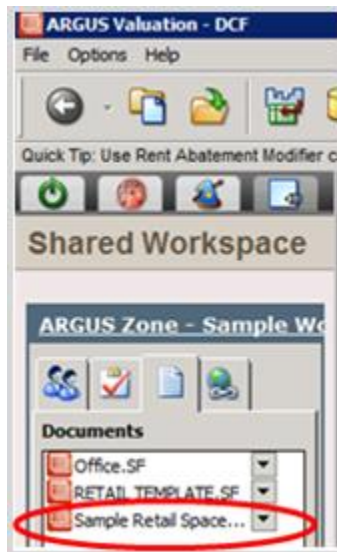 ARGUS Valuation - DCF
File Options Help
Quick Tip: Use Rent Abatement Modifier
Shared Workspace
ARGUS Zone - Sample
Documents
Office.SF
RETAIL TEMPLATE.SF
Sample Retail Space...